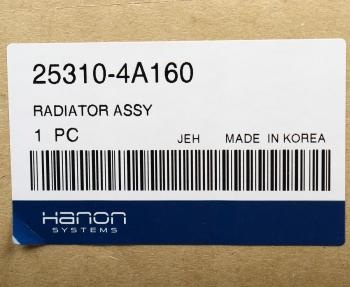 25310-4A160
RADIATOR ASSY
1 PC JEH MADE IN KOREA
Hanon
SYSTEMS